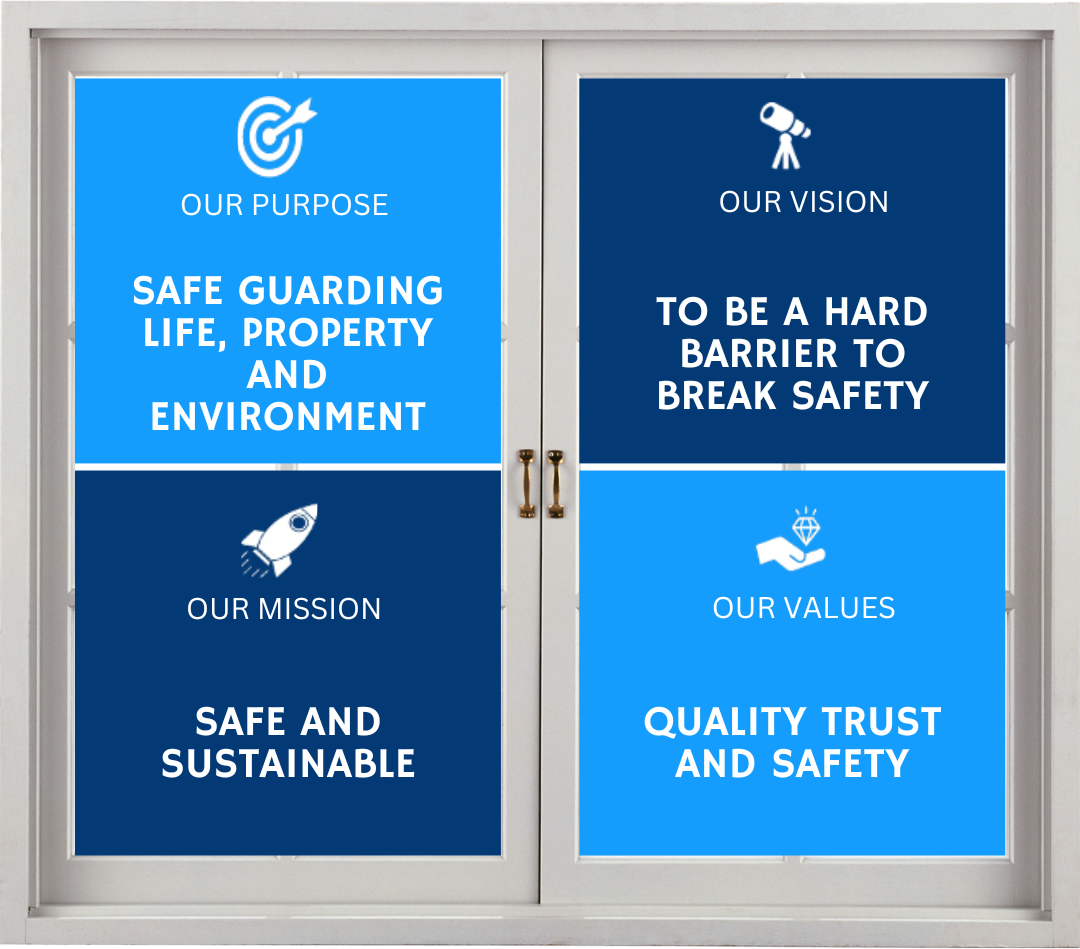 OUR PURPOSE
SAFE GUARDING
LIFE, PROPERTY
AND
ENVIRONMENT
OUR VISION
TO BE A HARD
BARRIER TO
BREAK SAFETY
OUR MISSION
SAFE AND
SUSTAINABLE
OUR VALUES
QUALITY TRUST
AND SAFETY